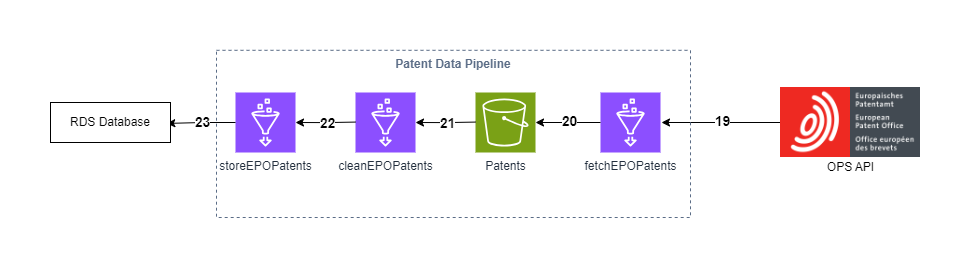 Patent Data Pipeline
RDS Database
23
storeEPOPatents
22
cleanEPOPatents
21
Patents
20
fetchEPOPatents
19
Europäisches
Patentamt
European
Patent Office
Office européen
des brevets
OPS API